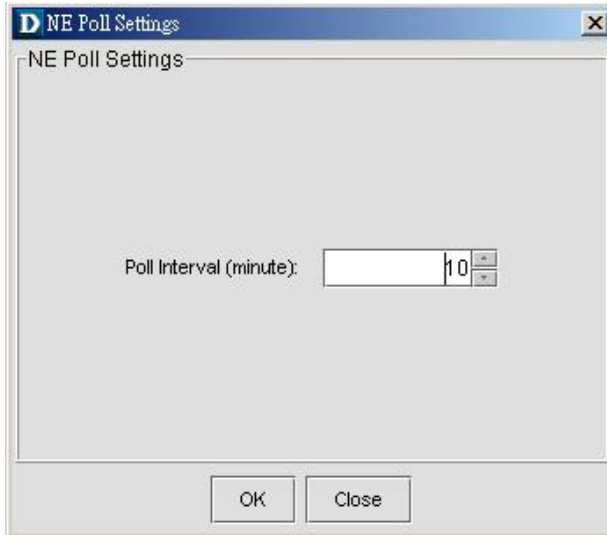 D NE Poll Settings
NE Poll Settings
Poll Interval (minute): 10
OK Close